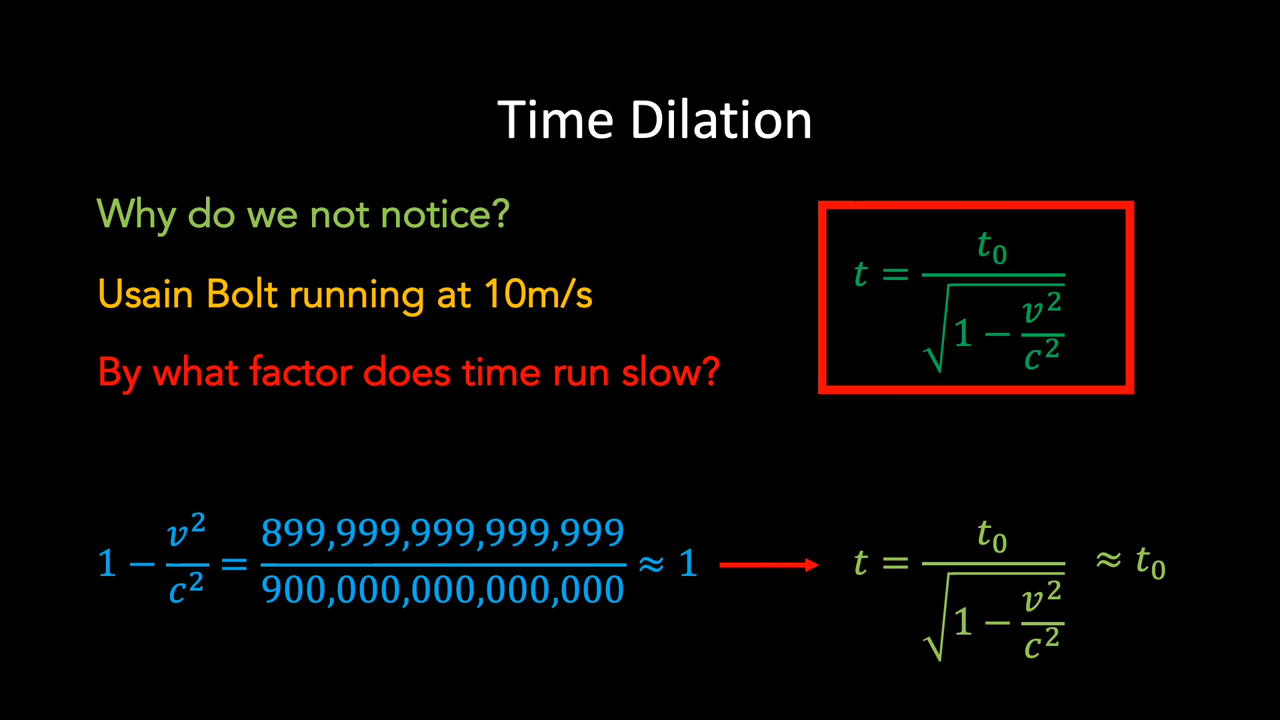 Time Dilation
Why do we not notice?
Usain Bolt running at 10m/s
By what factor does time run slow?
t = t₀ / √(1 − v²/c²)
1 − v²/c² = 899,999,999,999,999 / 900,000,000,000,000 ≈ 1
t = t₀ / √(1 − v²/c²) ≈ t₀